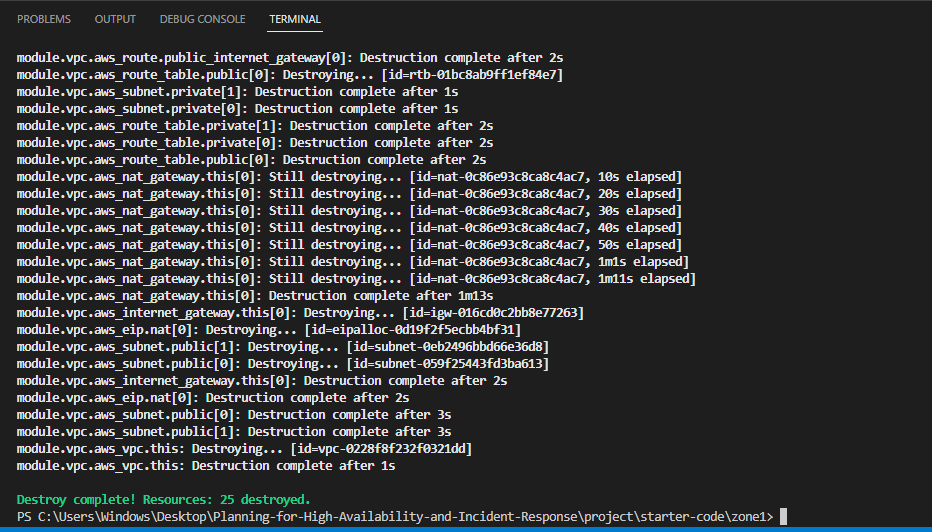 PROBLEMS OUTPUT DEBUG CONSOLE TERMINAL
module.vpc.aws_route.public_internet_gateway[0]: Destruction complete after 2s
module.vpc.aws_route_table.public[0]: Destroying... [id=rtb-01bc8ab9ff1ef84e7]
module.vpc.aws_subnet.private[1]: Destruction complete after 1s
module.vpc.aws_subnet.private[0]: Destruction complete after 1s
module.vpc.aws_route_table.private[1]: Destruction complete after 2s
module.vpc.aws_route_table.private[0]: Destruction complete after 2s
module.vpc.aws_route_table.public[0]: Destruction complete after 2s
module.vpc.aws_nat_gateway.this[0]: Still destroying... [id=nat-0c86e93c8ca8c4ac7, 10s elapsed]
module.vpc.aws_nat_gateway.this[0]: Still destroying... [id=nat-0c86e93c8ca8c4ac7, 20s elapsed]
module.vpc.aws_nat_gateway.this[0]: Still destroying... [id=nat-0c86e93c8ca8c4ac7, 30s elapsed]
module.vpc.aws_nat_gateway.this[0]: Still destroying... [id=nat-0c86e93c8ca8c4ac7, 40s elapsed]
module.vpc.aws_nat_gateway.this[0]: Still destroying... [id=nat-0c86e93c8ca8c4ac7, 50s elapsed]
module.vpc.aws_nat_gateway.this[0]: Still destroying... [id=nat-0c86e93c8ca8c4ac7, 1m1s elapsed]
module.vpc.aws_nat_gateway.this[0]: Still destroying... [id=nat-0c86e93c8ca8c4ac7, 1m11s elapsed]
module.vpc.aws_nat_gateway.this[0]: Destruction complete after 1m13s
module.vpc.aws_internet_gateway.this[0]: Destroying... [id=igw-016cd0c2bb8e77263]
module.vpc.aws_eip.nat[0]: Destroying... [id=eipalloc-0d19f2f5ecbb4bf31]
module.vpc.aws_subnet.public[1]: Destroying... [id=subnet-0eb2496bbd66e36d8]
module.vpc.aws_subnet.public[0]: Destroying... [id=subnet-059f25443fd3ba613]
module.vpc.aws_internet_gateway.this[0]: Destruction complete after 2s
module.vpc.aws_eip.nat[0]: Destruction complete after 2s
module.vpc.aws_subnet.public[0]: Destruction complete after 3s
module.vpc.aws_subnet.public[1]: Destruction complete after 3s
module.vpc.aws_vpc.this: Destroying... [id=vpc-0228f8f232f0321dd]
module.vpc.aws_vpc.this: Destruction complete after 1s
Destroy complete! Resources: 25 destroyed.
PS C:\Users\Windows\Desktop\Planning-for-High-Availability-and-Incident-Response\project\starter-code\zone1>